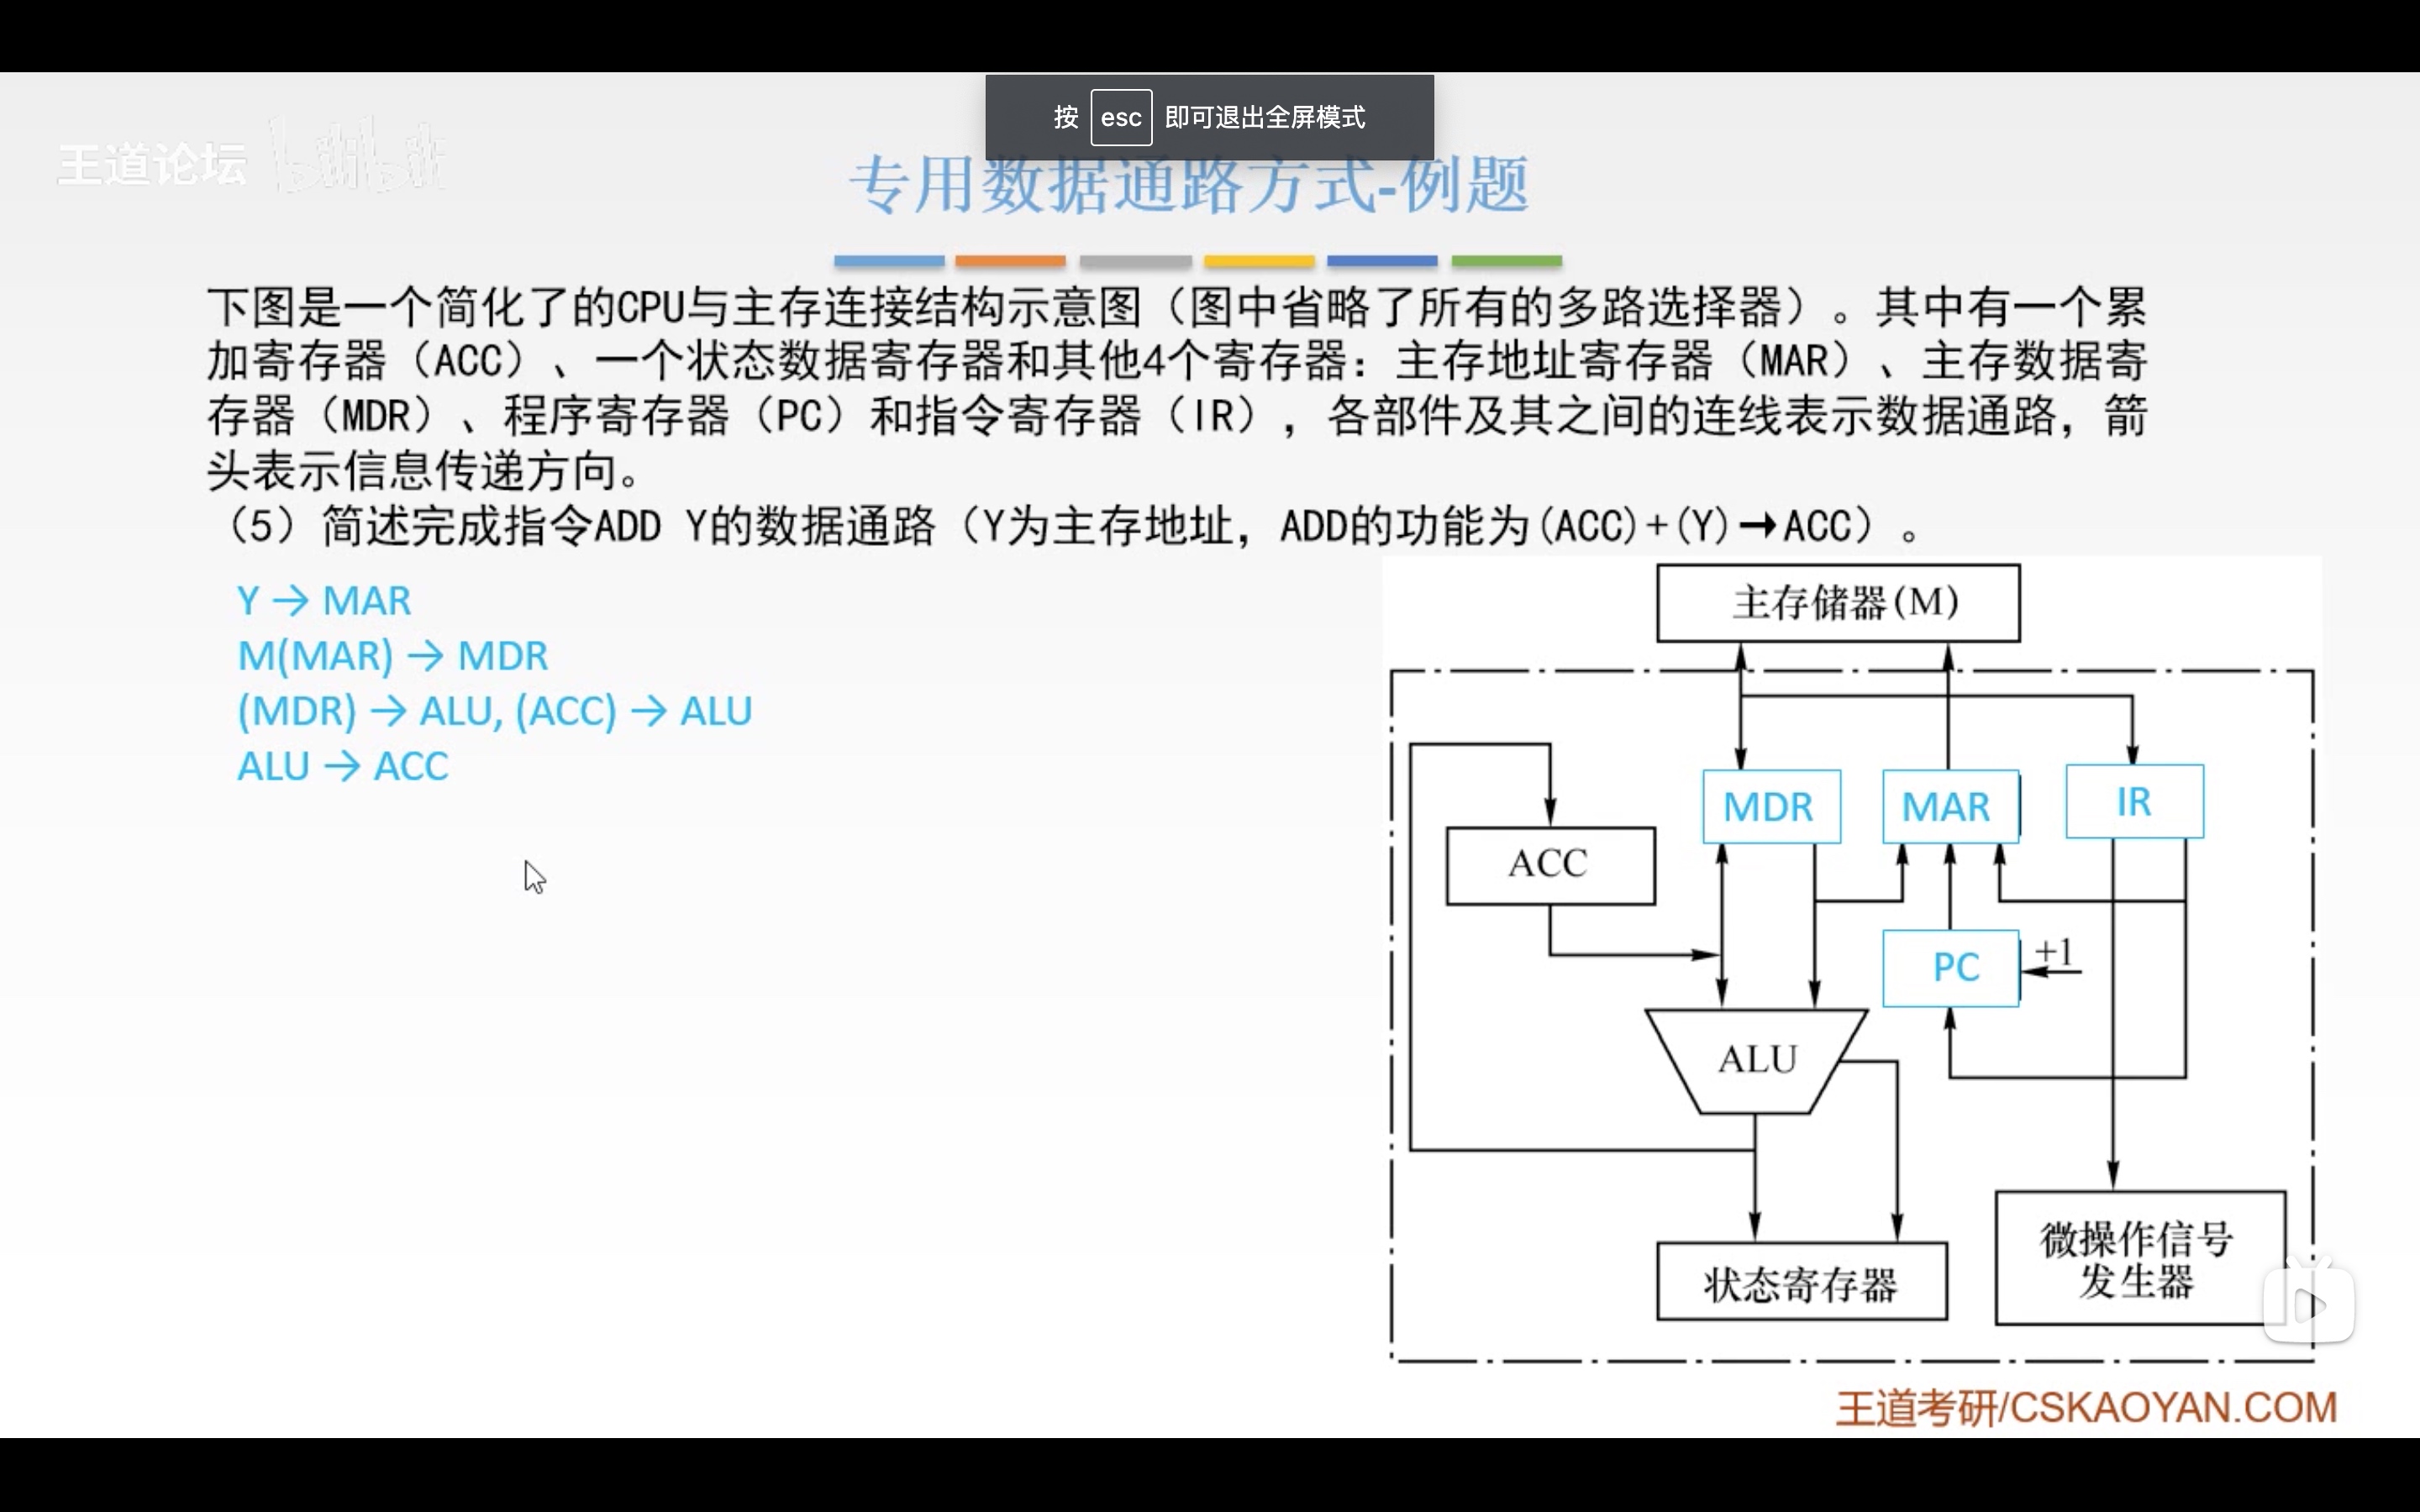 按 esc 即可退出全屏模式
王道论坛 bilibili
专用数据通路方式-例题
下图是一个简化了的CPU与主存连接结构示意图（图中省略了所有的多路选择器）。其中有一个累
加寄存器（ACC）、一个状态数据寄存器和其他4个寄存器：主存地址寄存器（MAR）、主存数据寄
存器（MDR）、程序寄存器（PC）和指令寄存器（IR），各部件及其之间的连线表示数据通路，箭
头表示信息传递方向。
（5）简述完成指令ADD Y的数据通路（Y为主存地址，ADD的功能为(ACC)+(Y)→ACC）。
Y → MAR
M(MAR) → MDR
(MDR) → ALU, (ACC) → ALU
ALU → ACC
主存储器(M)
MDR
MAR
IR
ACC
PC
+1
ALU
微操作信号
发生器
状态寄存器
王道考研/CSKAOYAN.COM